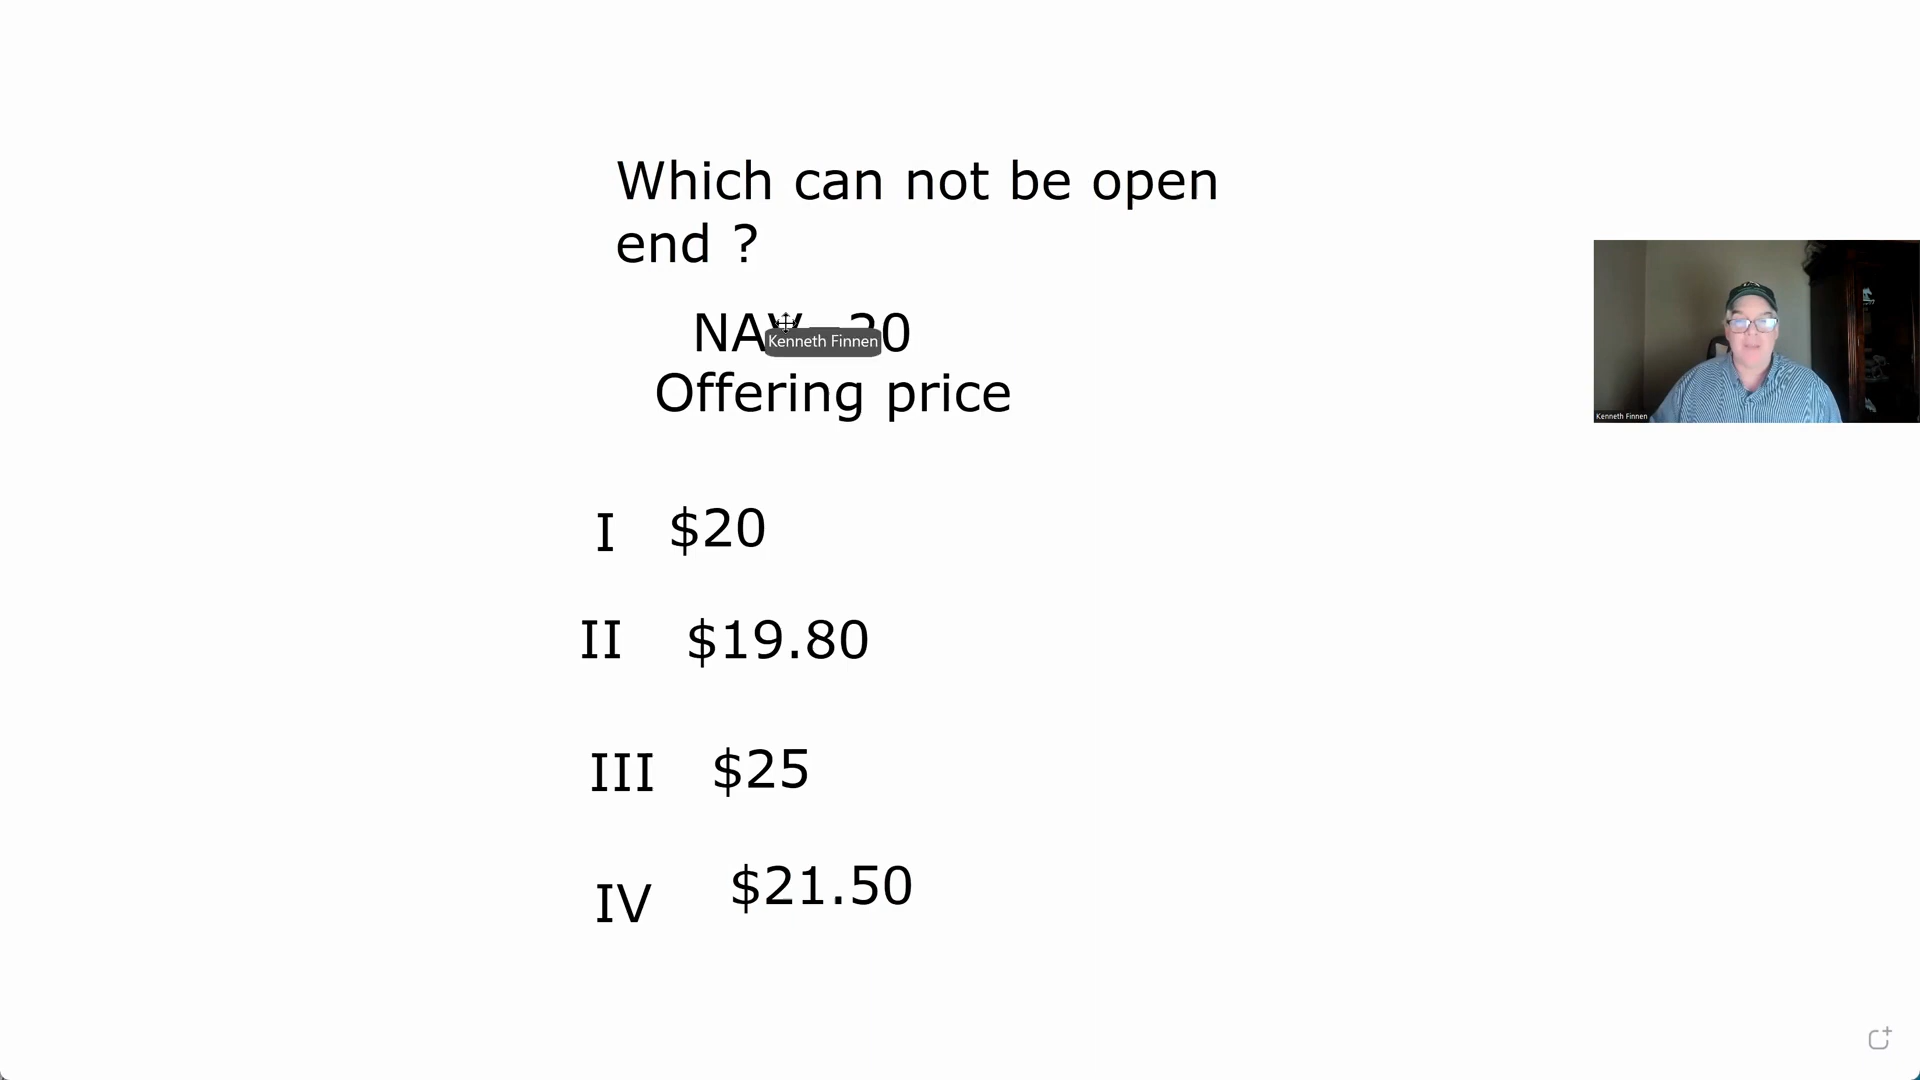 Which can not be open
end ?
Kenneth Finnen
Offering price
Kenneth Finnen
I $20
II $19.80
III $25
IV $21.50